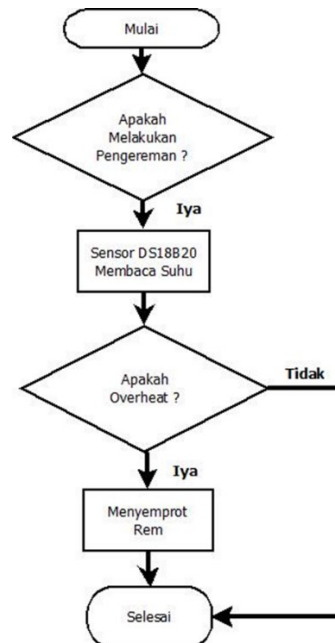 Mulai
Apakah
Melakukan
Pengereman ?
Iya
Sensor DS18B20
Membaca Suhu
Apakah
Overheat ?
Tidak
Iya
Menyemprot
Rem
Selesai